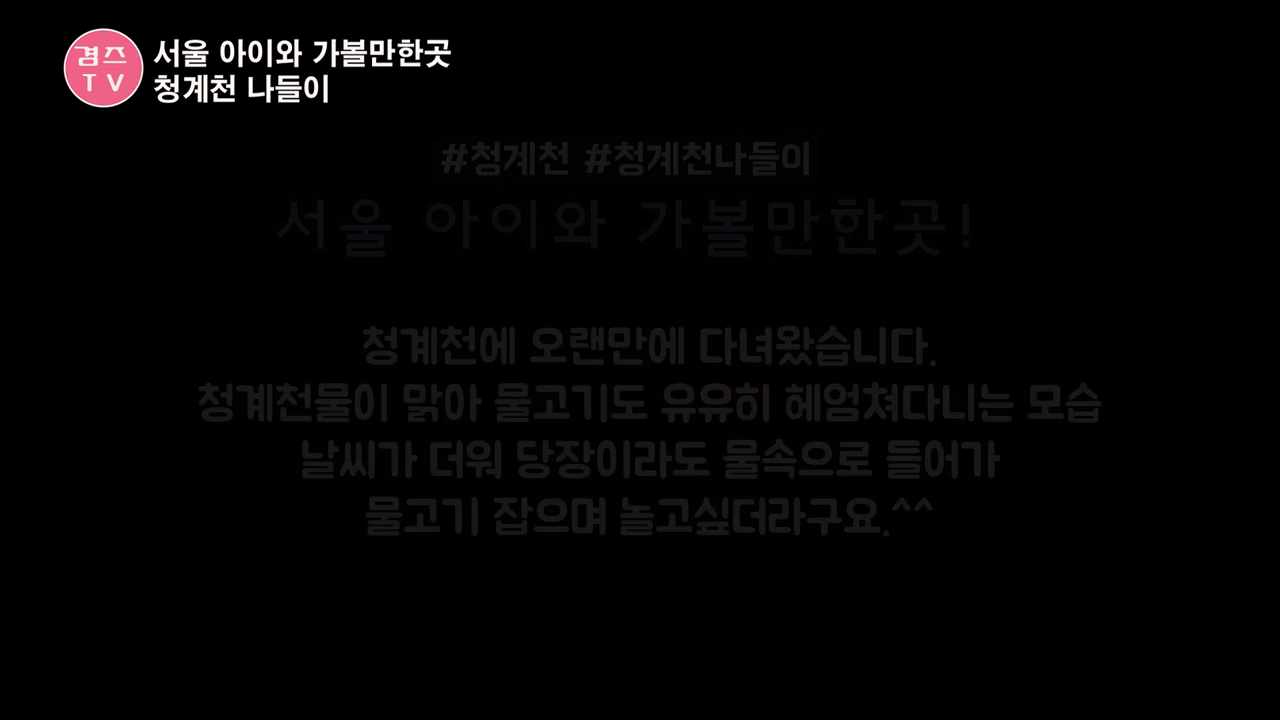 겸즈
TV
서울 아이와 가볼만한곳
청계천 나들이
#청계천 #청계천나들이
서울 아이와 가볼만한곳!
청계천에 오랜만에 다녀왔습니다.
청계천물이 맑아 물고기도 유유히 헤엄쳐다니는 모습
날씨가 더워 당장이라도 물속으로 들어가
물고기 잡으며 놀고싶더라구요.^^